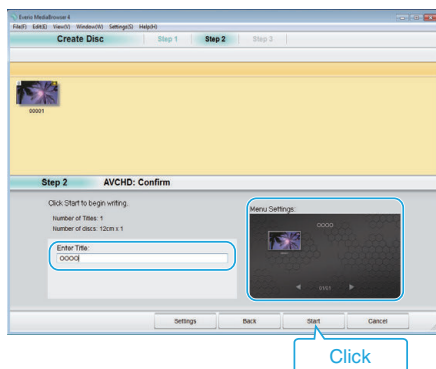 Everio MediaBrowser 4
File(F) Edit(E) View(V) Window(W) Settings(S) Help(H)
Create Disc Step 1 Step 2 Step 3
00001
Step 2 AVCHD: Confirm
Click Start to begin writing.
Number of Titles: 1
Number of discs: 12cm x 1
Enter Title:
OOOO
Menu Settings:
OOOO
01/01
Settings Back Start Cancel
Click